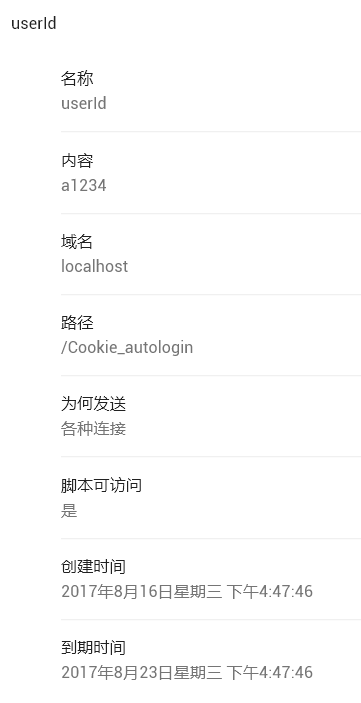 userId
名称
userId
内容
a1234
域名
localhost
路径
/Cookie_autologin
为何发送
各种连接
脚本可访问
是
创建时间
2017年8月16日星期三 下午4:47:46
到期时间
2017年8月23日星期三 下午4:47:46